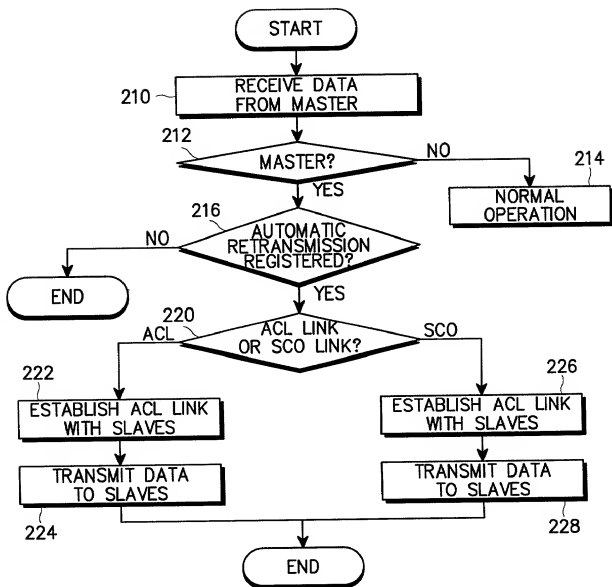 START
210
RECEIVE DATA
FROM MASTER
212
MASTER?
NO
YES
214
NORMAL
OPERATION
216
AUTOMATIC
RETRANSMISSION
REGISTERED?
NO
YES
END
220
ACL LINK
OR SCO LINK?
ACL
SCO
222
ESTABLISH ACL LINK
WITH SLAVES
226
ESTABLISH ACL LINK
WITH SLAVES
TRANSMIT DATA
TO SLAVES
224
TRANSMIT DATA
TO SLAVES
228
END